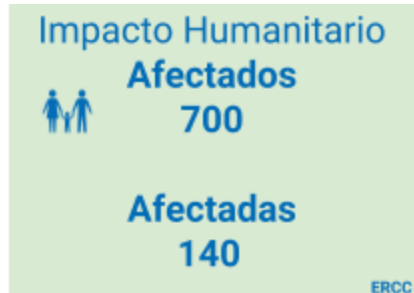 Impacto Humanitario
Afectados
700
Afectadas
140
ERCC